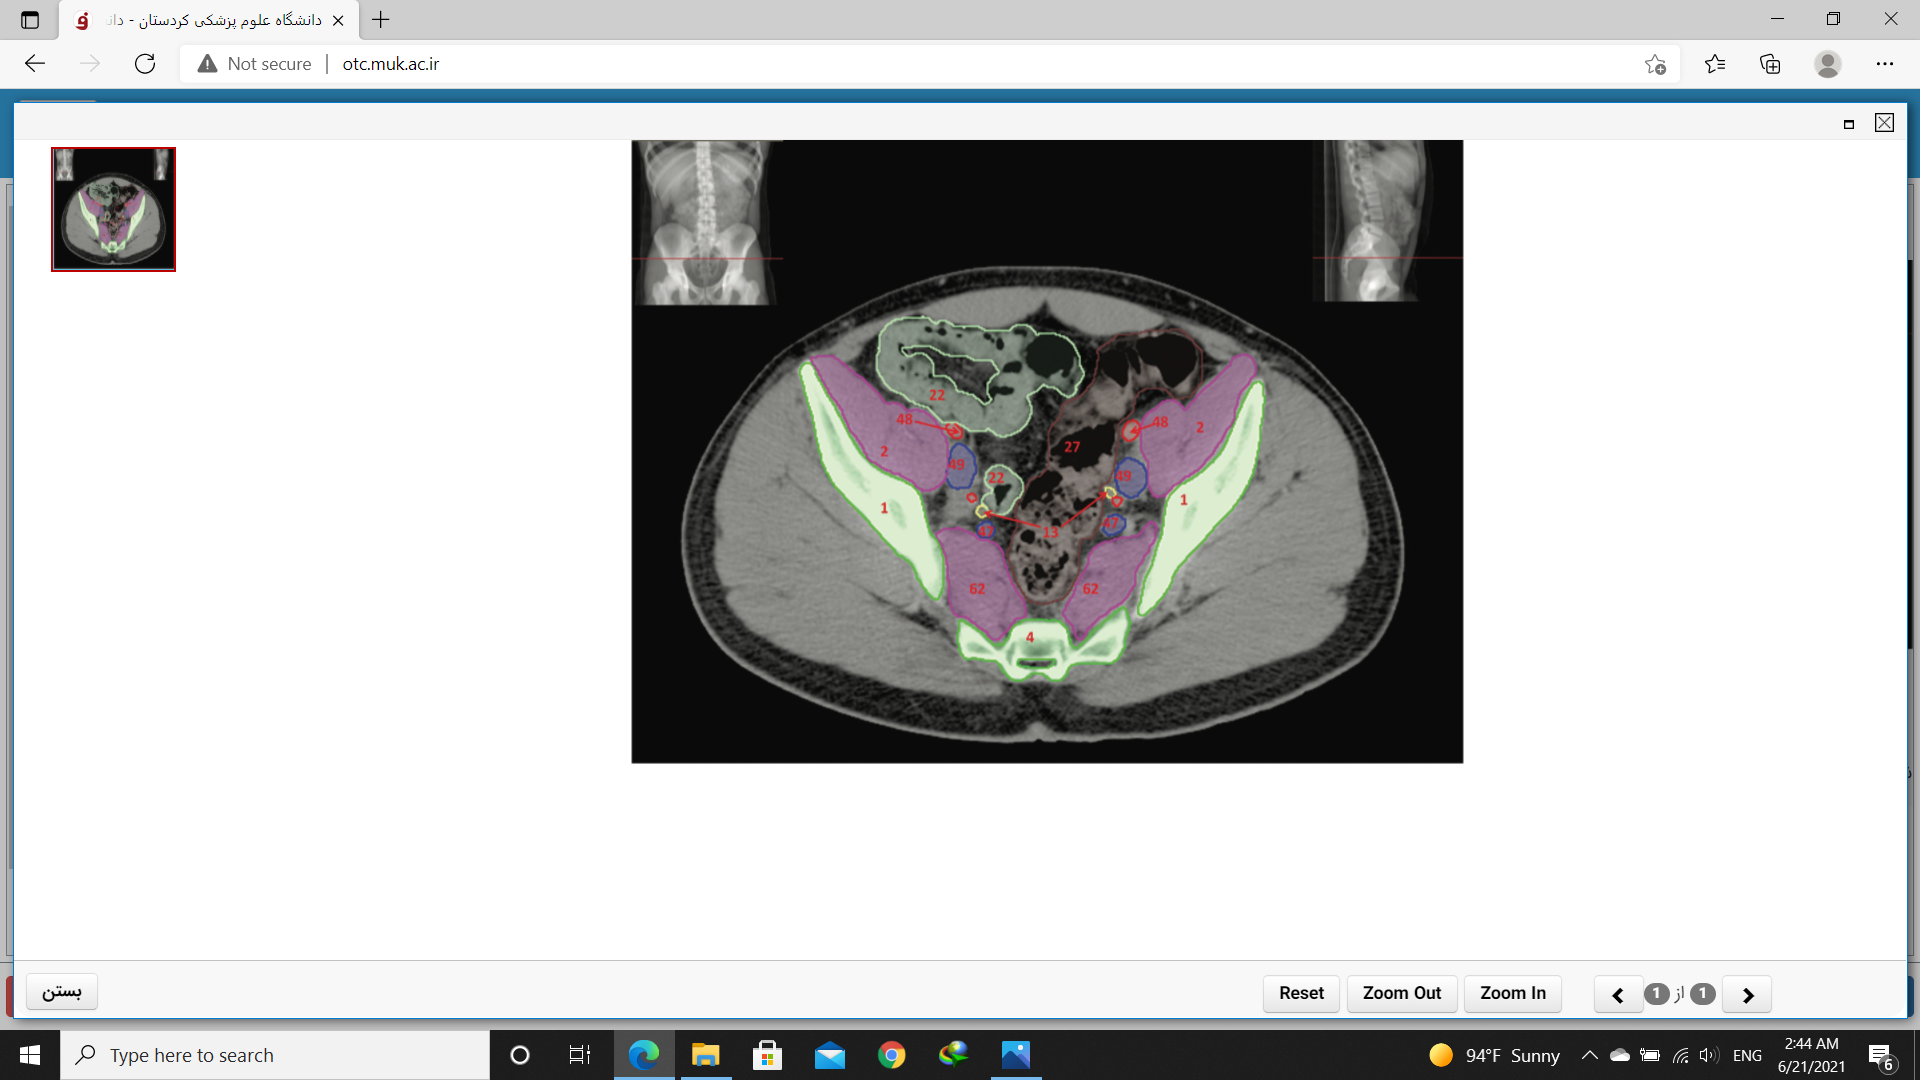 دانشگاه علوم پزشکی کردستان - دان
Not secure
otc.muk.ac.ir
22
48
48
2
2
27
49
49
22
1
1
13
47
47
62
62
4
بستن
Reset
Zoom Out
Zoom In
1 از 1
Type here to search
94°F Sunny
ENG
2:44 AM
6/21/2021
6